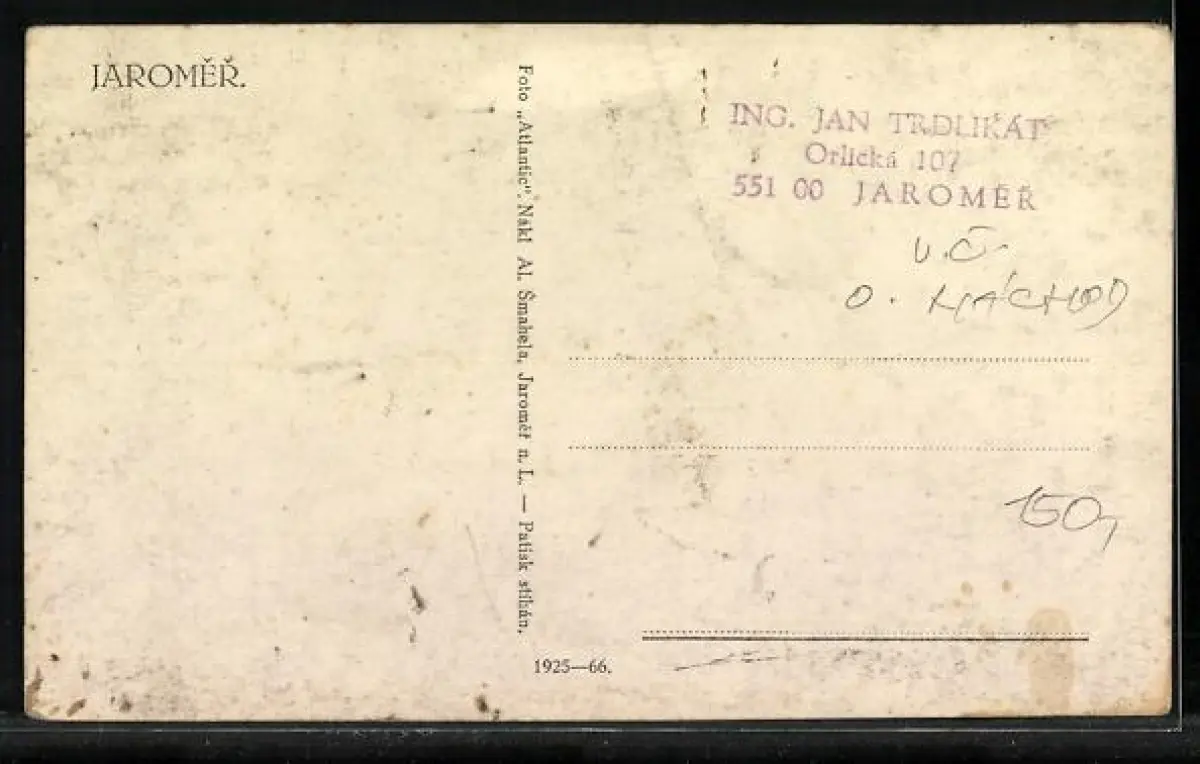 JAROMĚŘ.
Foto „Atlantic". Nakl Al. Šmahela, Jaroměř n. L. — Patisk stíhán.
ING. JAN TRDLIKÁT
Orlická 107
551 00 JAROMĚŘ
V.Č.
O. NÁCHOD
150,
1925—66.